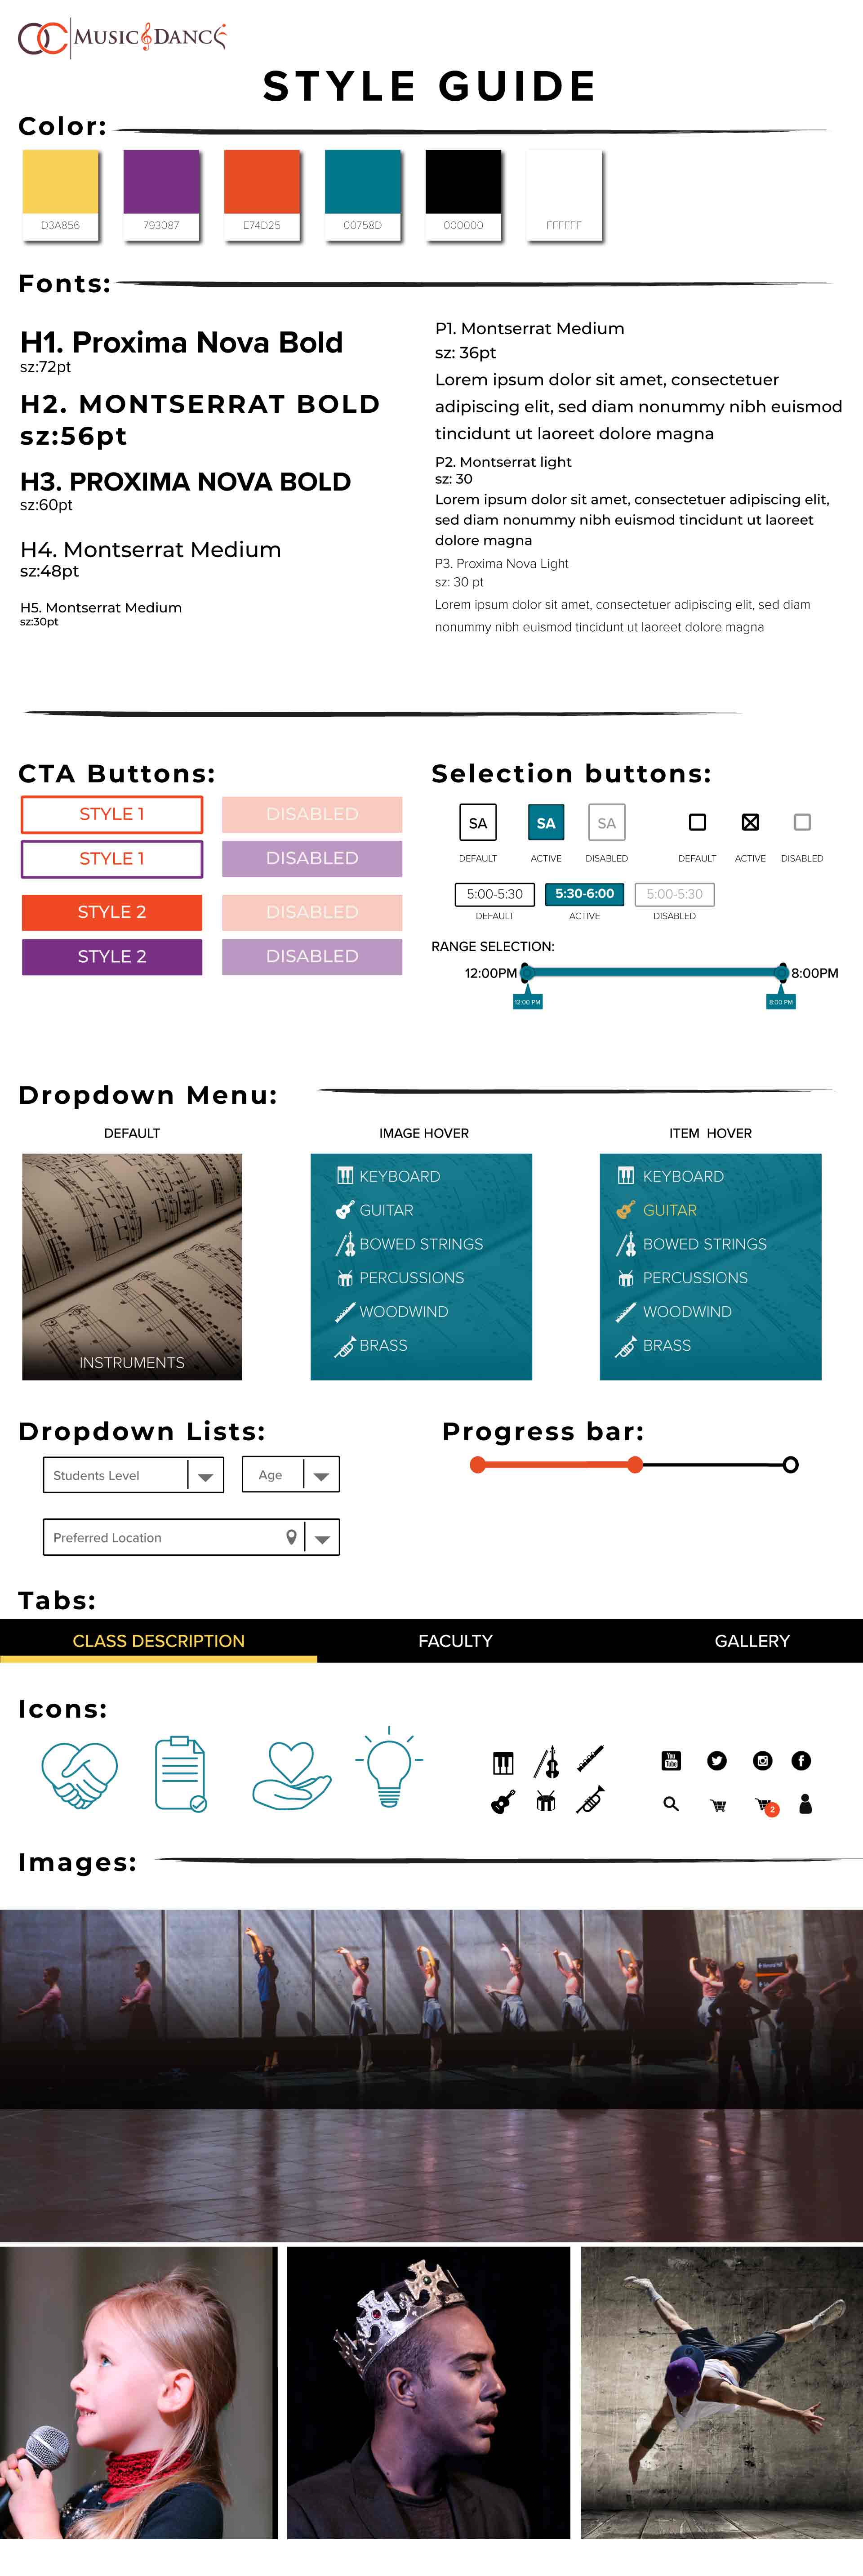 OC MUSIC & DANCE
STYLE GUIDE
Color:
D3A856
793087
E74D25
00758D
000000
FFFFFF
Fonts:
H1. Proxima Nova Bold
sz:72pt
H2. MONTSERRAT BOLD
sz:56pt
H3. PROXIMA NOVA BOLD
sz:60pt
H4. Montserrat Medium
sz:48pt
H5. Montserrat Medium
sz:30pt
P1. Montserrat Medium
sz: 36pt
Lorem ipsum dolor sit amet, consectetuer
adipiscing elit, sed diam nonummy nibh euismod
tincidunt ut laoreet dolore magna
P2. Montserrat light
sz: 30
Lorem ipsum dolor sit amet, consectetuer adipiscing elit,
sed diam nonummy nibh euismod tincidunt ut laoreet
dolore magna
P3. Proxima Nova Light
sz: 30 pt
Lorem ipsum dolor sit amet, consectetuer adipiscing elit, sed diam
nonummy nibh euismod tincidunt ut laoreet dolore magna
CTA Buttons:
STYLE 1
DISABLED
STYLE 1
DISABLED
STYLE 2
DISABLED
STYLE 2
DISABLED
Selection buttons:
SA
SA
SA
DEFAULT
ACTIVE
DISABLED
DEFAULT
ACTIVE
DISABLED
5:00-5:30
5:30-6:00
5:00-5:30
DEFAULT
ACTIVE
DISABLED
RANGE SELECTION:
12:00PM
8:00PM
12:00 PM
8:00 PM
Dropdown Menu:
DEFAULT
IMAGE HOVER
ITEM HOVER
INSTRUMENTS
KEYBOARD
GUITAR
BOWED STRINGS
PERCUSSIONS
WOODWIND
BRASS
KEYBOARD
GUITAR
BOWED STRINGS
PERCUSSIONS
WOODWIND
BRASS
Dropdown Lists:
Students Level
Age
Preferred Location
Progress bar:
Tabs:
CLASS DESCRIPTION
FACULTY
GALLERY
Icons:
You
Tube
2
Images: